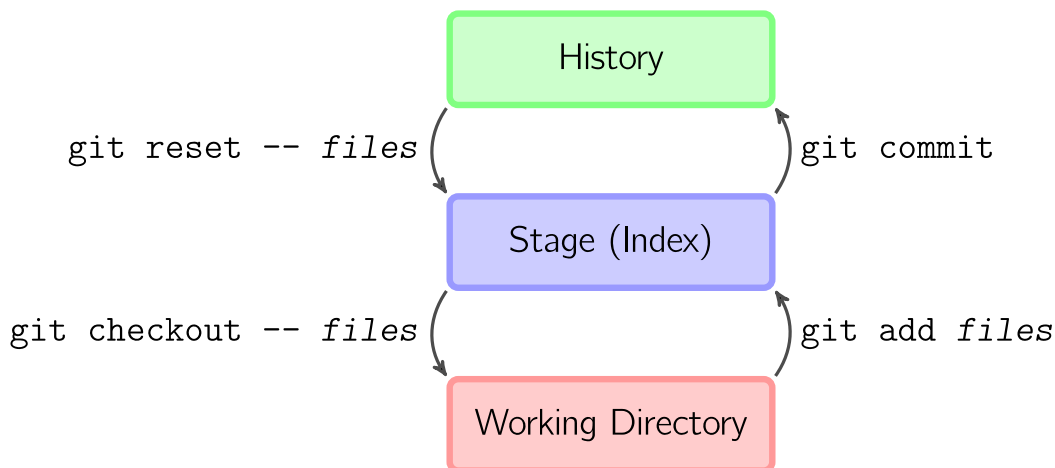 History
git reset -- files
git commit
Stage (Index)
git checkout -- files
git add files
Working Directory